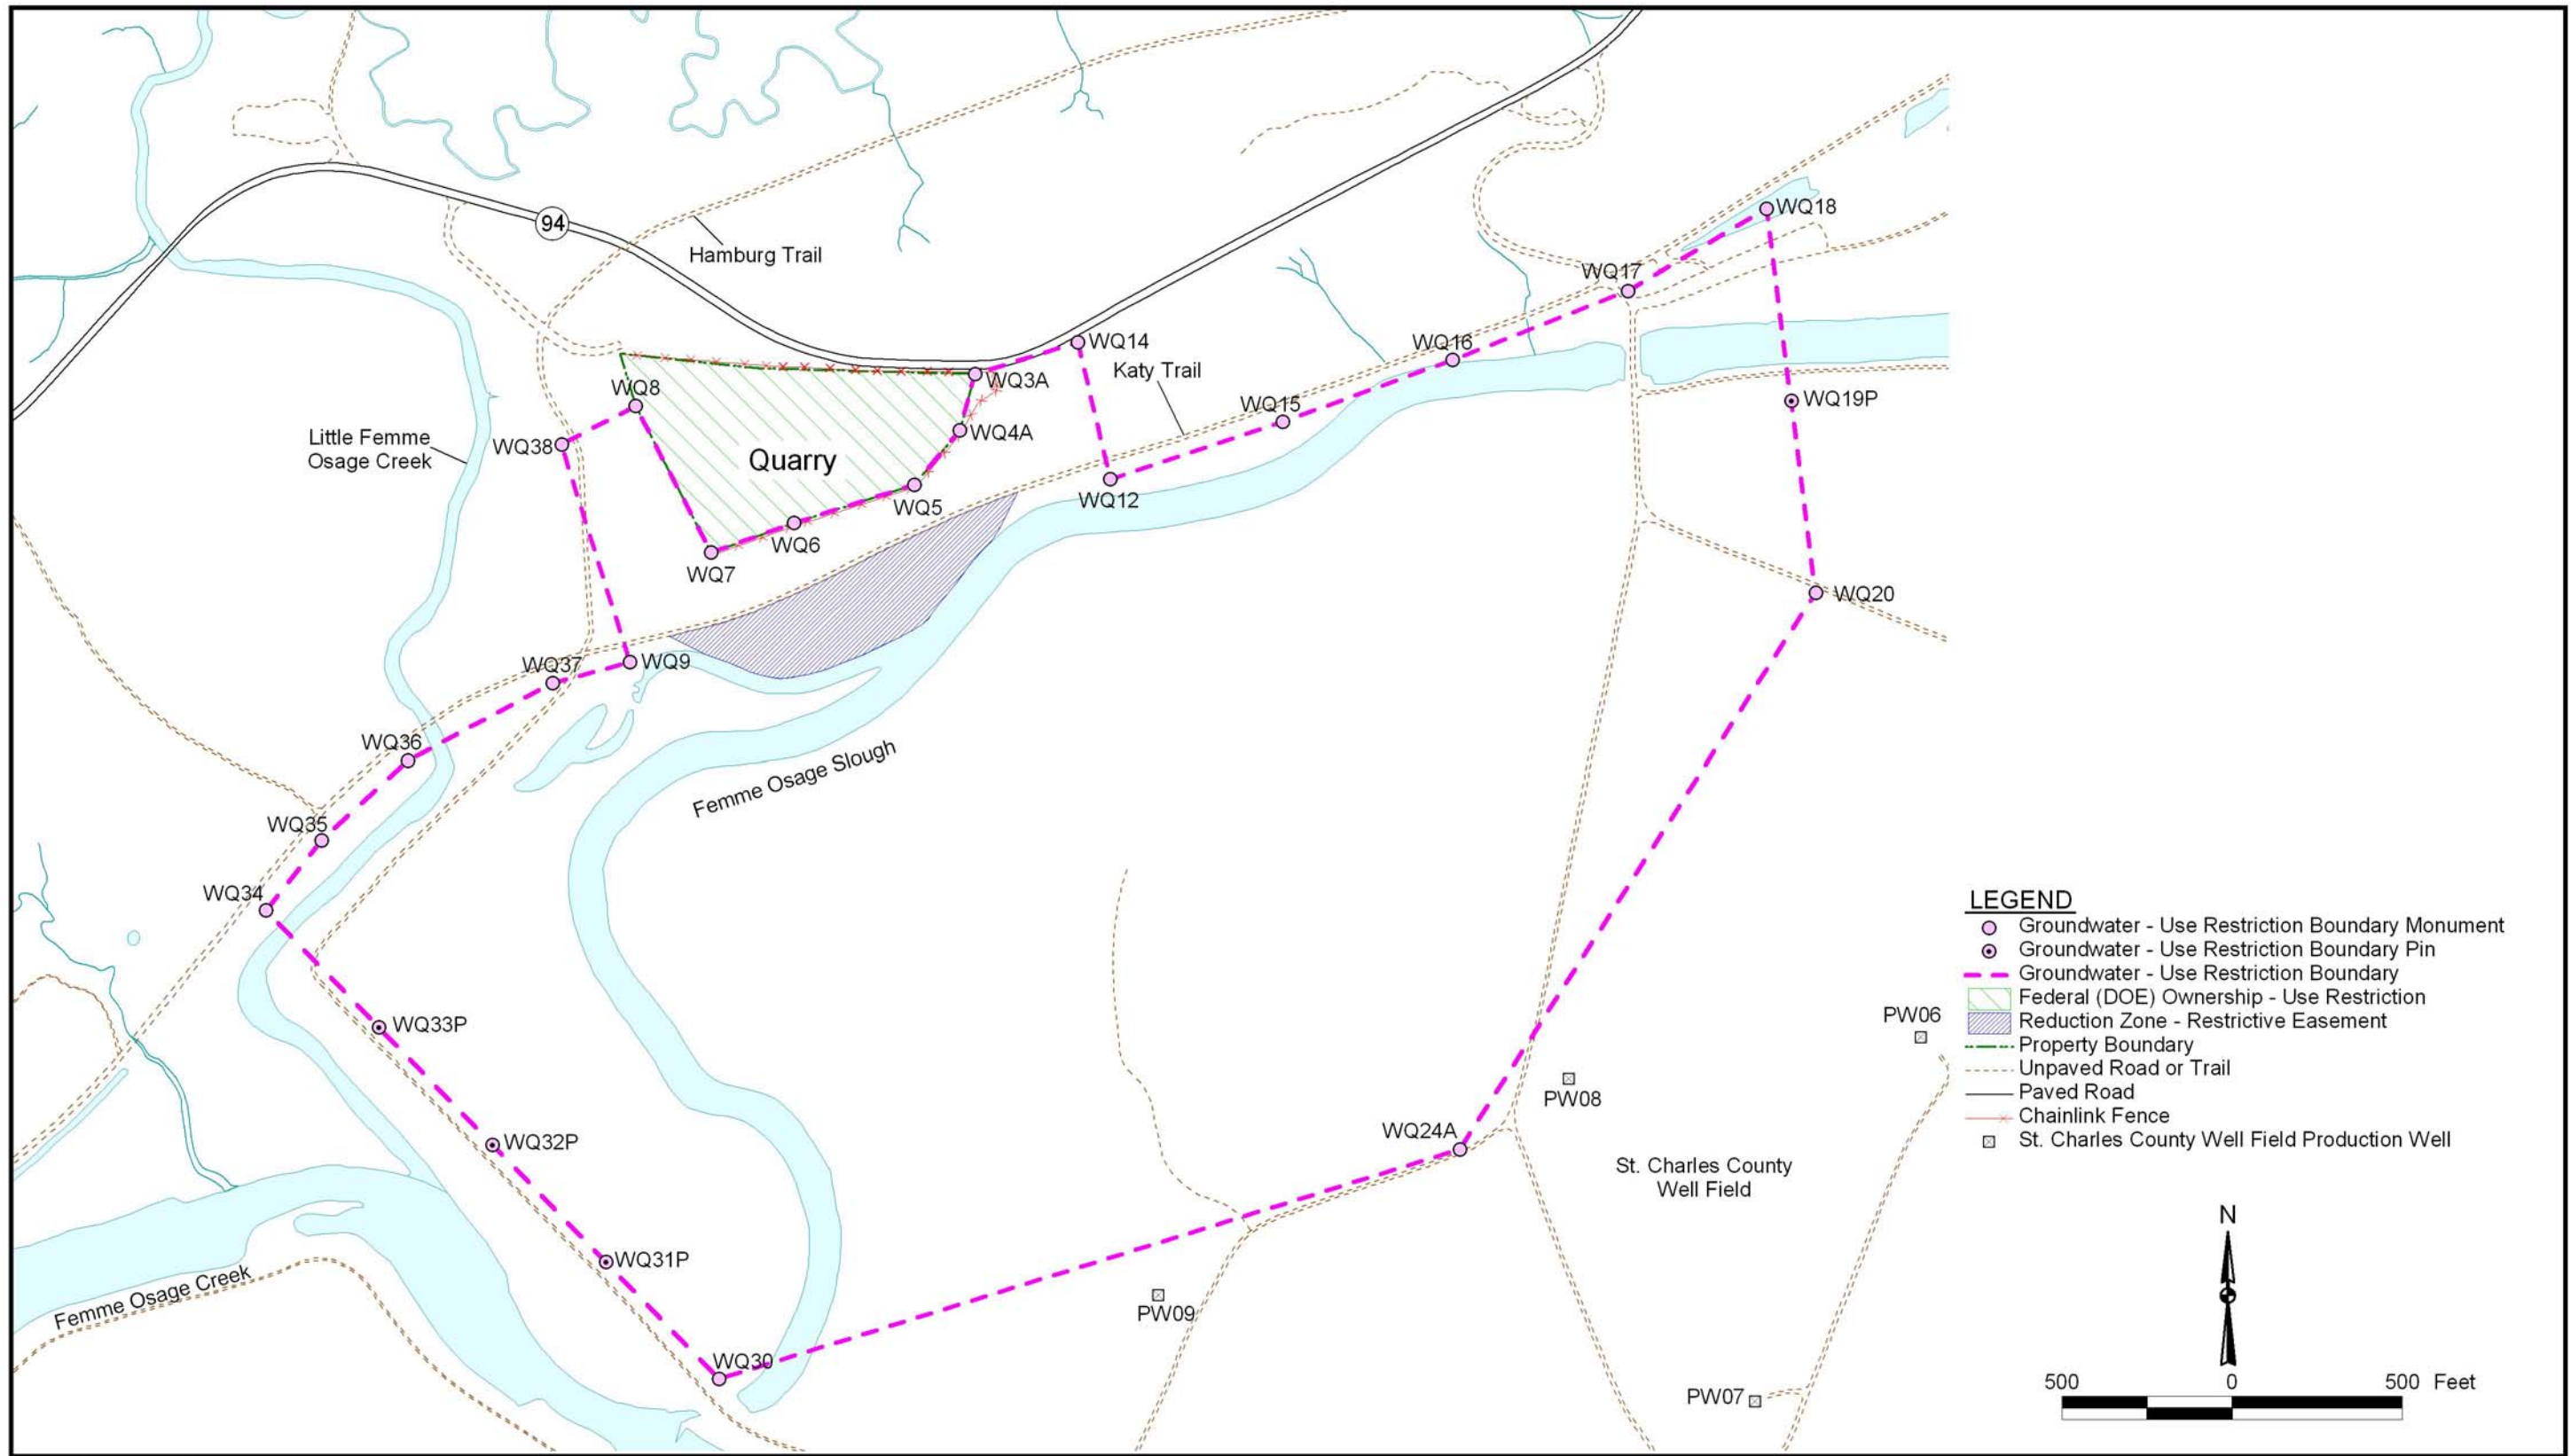 94
Hamburg Trail
WQ18
WQ17
WQ14
WQ16
Katy Trail
WQ3A
WQ8
WQ19P
WQ15
Little Femme
Osage Creek
WQ38
WQ4A
Quarry
WQ12
WQ5
WQ6
WQ7
WQ20
WQ37
WQ9
WQ36
Femme Osage Slough
WQ35
WQ34
WQ33P
WQ32P
WQ31P
WQ30
Femme Osage Creek
WQ24A
PW08
PW06
PW09
PW07
St. Charles County
Well Field
LEGEND
Groundwater - Use Restriction Boundary Monument
Groundwater - Use Restriction Boundary Pin
Groundwater - Use Restriction Boundary
Federal (DOE) Ownership - Use Restriction
Reduction Zone - Restrictive Easement
Property Boundary
Unpaved Road or Trail
Paved Road
Chainlink Fence
St. Charles County Well Field Production Well
N
500 0 500 Feet